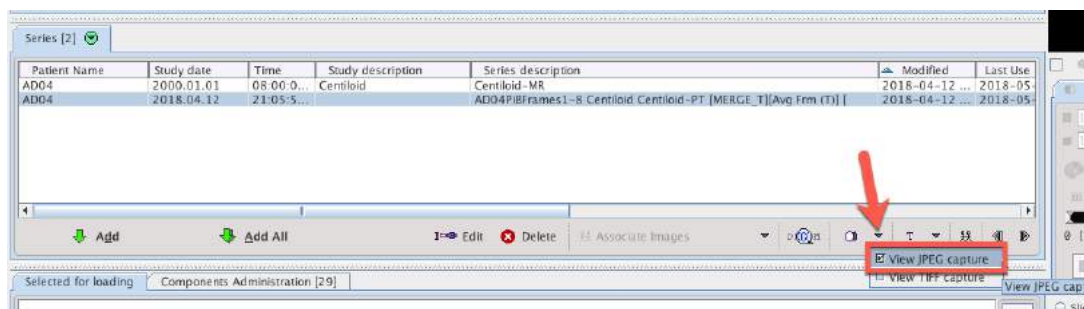 Series [2]
Patient Name Study date Time Study description Series description Modified Last Use
AD04 2000.01.01 08:00:0... Centiloid Centiloid-MR 2018-04-12 ... 2018-05-
AD04 2018.04.12 21:05:5... AD04PiBFrames1-8 Centiloid Centiloid-PT [MERGE_T][Avg Frm (T)] [ 2018-04-12 ... 2018-05-
Add Add All Edit Delete Associate Images T
View JPEG capture
View TIFF capture
View JPEG cap
Selected for loading Components Administration [29]